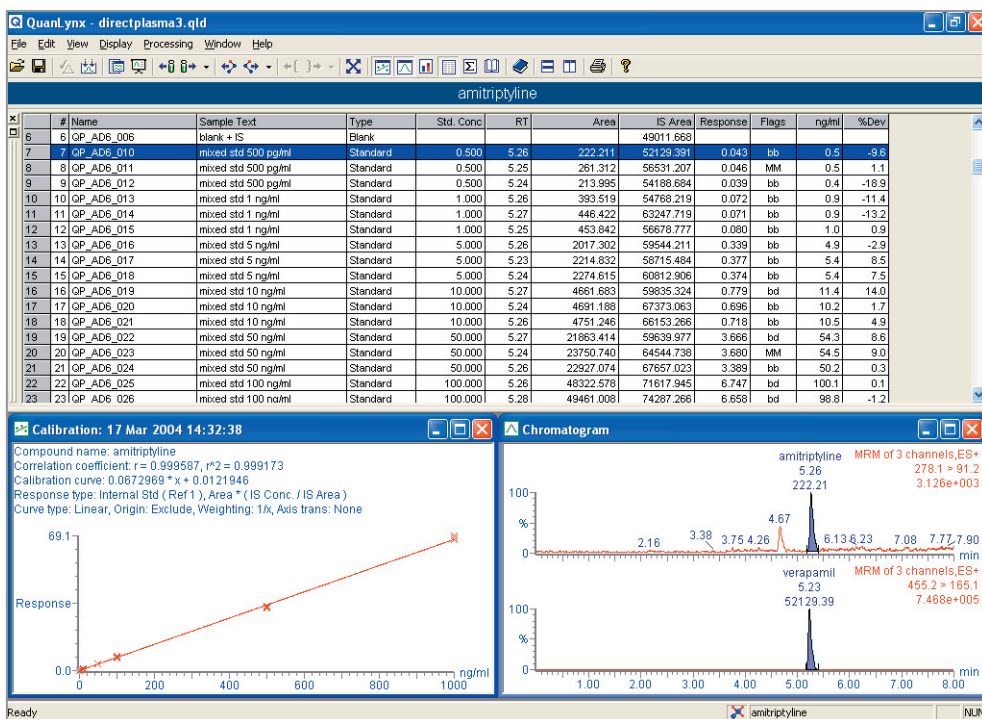 QuanLynx - directplasma3.qld
File Edit View Display Processing Window Help
amitriptyline
# Name Sample Text Type Std. Conc RT Area IS Area Response Flags ng/ml %Dev
6 6 QP_AD6_006 blank + IS Blank 49011.668
7 7 QP_AD6_010 mixed std 500 pg/ml Standard 0.500 5.26 222.211 52129.391 0.043 bb 0.5 -9.6
8 8 QP_AD6_011 mixed std 500 pg/ml Standard 0.500 5.25 261.312 56531.207 0.046 MM 0.5 1.1
9 9 QP_AD6_012 mixed std 500 pg/ml Standard 0.500 5.24 213.995 54188.684 0.039 bb 0.4 -18.9
10 10 QP_AD6_013 mixed std 1 ng/ml Standard 1.000 5.26 393.519 54768.219 0.072 bb 0.9 -11.4
11 11 QP_AD6_014 mixed std 1 ng/ml Standard 1.000 5.27 446.422 63247.719 0.071 bb 0.9 -13.2
12 12 QP_AD6_015 mixed std 1 ng/ml Standard 1.000 5.25 453.842 56678.777 0.080 bb 1.0 0.9
13 13 QP_AD6_016 mixed std 5 ng/ml Standard 5.000 5.26 2017.302 59544.211 0.339 bb 4.9 -2.9
14 14 QP_AD6_017 mixed std 5 ng/ml Standard 5.000 5.23 2214.832 58715.484 0.377 bb 5.4 8.5
15 15 QP_AD6_018 mixed std 5 ng/ml Standard 5.000 5.24 2274.615 60812.906 0.374 bb 5.4 7.5
16 16 QP_AD6_019 mixed std 10 ng/ml Standard 10.000 5.27 4661.683 59835.324 0.779 bd 11.4 14.0
17 17 QP_AD6_020 mixed std 10 ng/ml Standard 10.000 5.24 4691.188 67373.063 0.696 bb 10.2 1.7
18 18 QP_AD6_021 mixed std 10 ng/ml Standard 10.000 5.26 4751.246 66153.266 0.718 bb 10.5 4.9
19 19 QP_AD6_022 mixed std 50 ng/ml Standard 50.000 5.27 21863.414 59639.977 3.666 bd 54.3 8.6
20 20 QP_AD6_023 mixed std 50 ng/ml Standard 50.000 5.24 23750.740 64544.738 3.680 MM 54.5 9.0
21 21 QP_AD6_024 mixed std 50 ng/ml Standard 50.000 5.26 22927.074 67657.023 3.389 bb 50.2 0.3
22 22 QP_AD6_025 mixed std 100 ng/ml Standard 100.000 5.26 48322.578 71617.945 6.747 bd 100.1 0.1
23 23 QP_AD6_026 mixed std 100 ng/ml Standard 100.000 5.28 49461.008 74287.266 6.658 bd 98.8 -1.2
Calibration: 17 Mar 2004 14:32:38
Compound name: amitriptyline
Correlation coefficient: r = 0.999587, r^2 = 0.999173
Calibration curve: 0.0672969 * x + 0.0121946
Response type: Internal Std ( Ref 1 ), Area * ( IS Conc. / IS Area )
Curve type: Linear, Origin: Exclude, Weighting: 1/x, Axis trans: None
69.1
Response
0.0
0 200 400 600 800 1000
ng/ml
Chromatogram
amitriptyline
5.26
222.21
MRM of 3 channels,ES+
278.1 > 91.2
3.126e+003
100
%
0
2.16 3.38 3.75 4.26 4.67 6.13 6.23 7.08 7.77 7.90
min
verapamil
5.23
52129.39
MRM of 3 channels,ES+
455.2 > 165.1
7.468e+005
100
%
0
min
1.00 2.00 3.00 4.00 5.00 6.00 7.00 8.00
Ready
amitriptyline
NUM